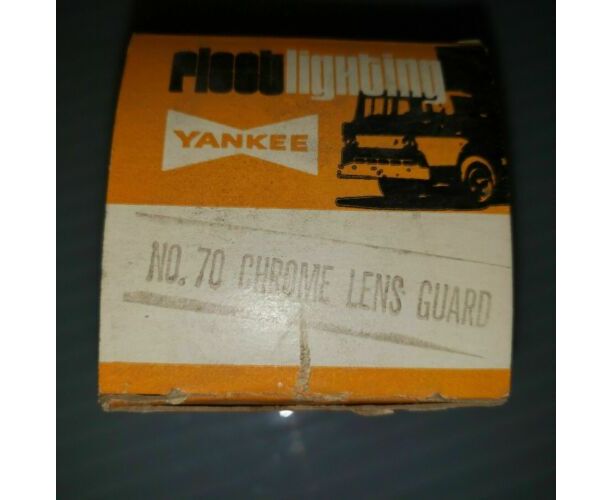 Fleet lighting
YANKEE
NO. 70 CHROME LENS GUARD